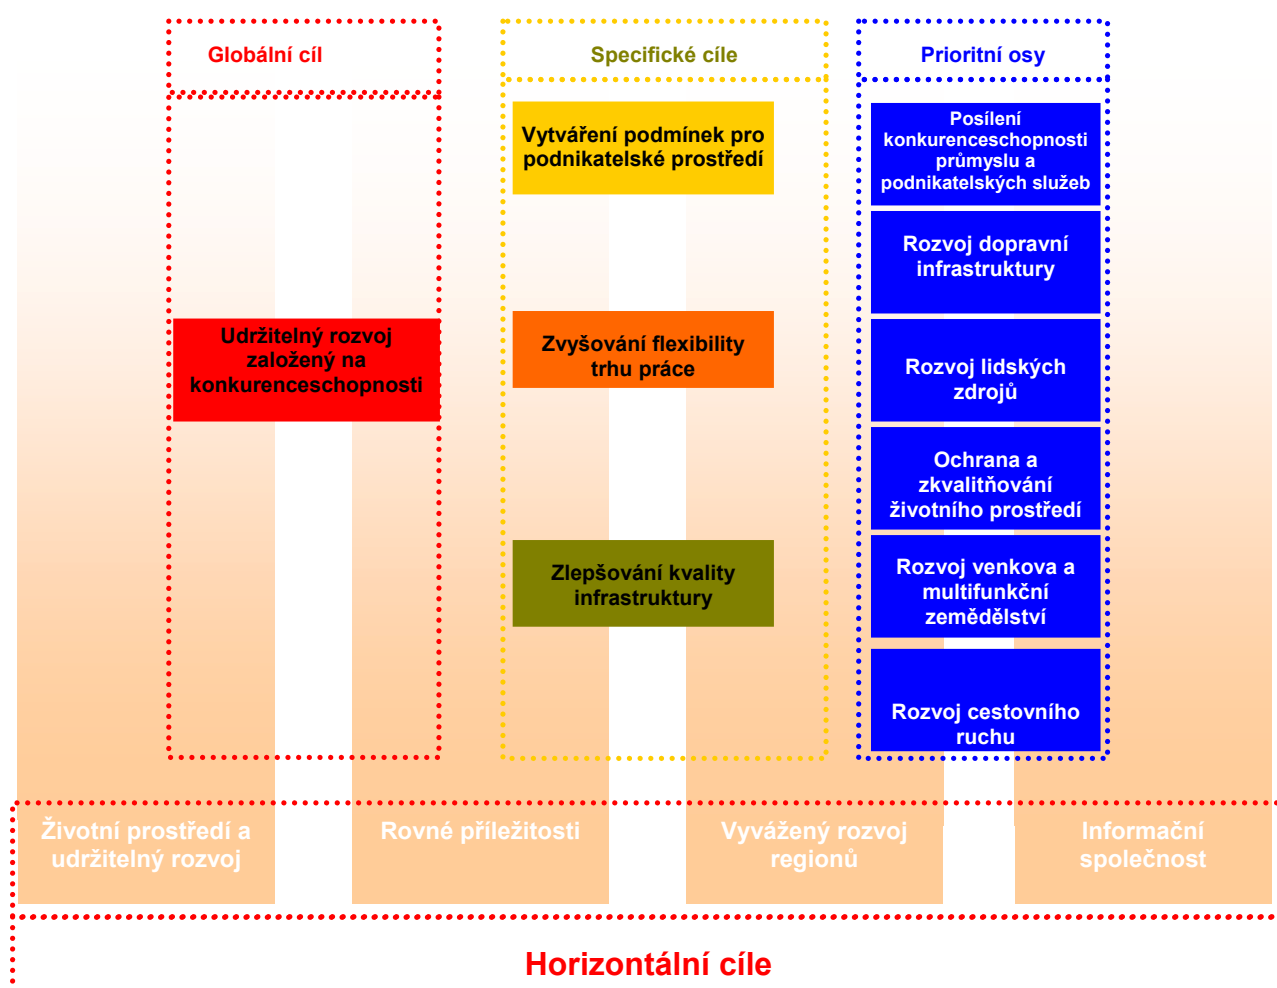 Globální cíl
Specifické cíle
Prioritní osy
Udržitelný rozvoj
založený na
konkurenceschopnosti
Vytváření podmínek pro
podnikatelské prostředí
Zvyšování flexibility
trhu práce
Zlepšování kvality
infrastruktury
Posílení
konkurenceschopnosti
průmyslu a
podnikatelských služeb
Rozvoj dopravní
infrastruktury
Rozvoj lidských
zdrojů
Ochrana a
zkvalitňování
životního prostředí
Rozvoj venkova a
multifunkční
zemědělství
Rozvoj cestovního
ruchu
Životní prostředí a
udržitelný rozvoj
Rovné příležitosti
Vyvážený rozvoj
regionů
Informační
společnost
Horizontální cíle